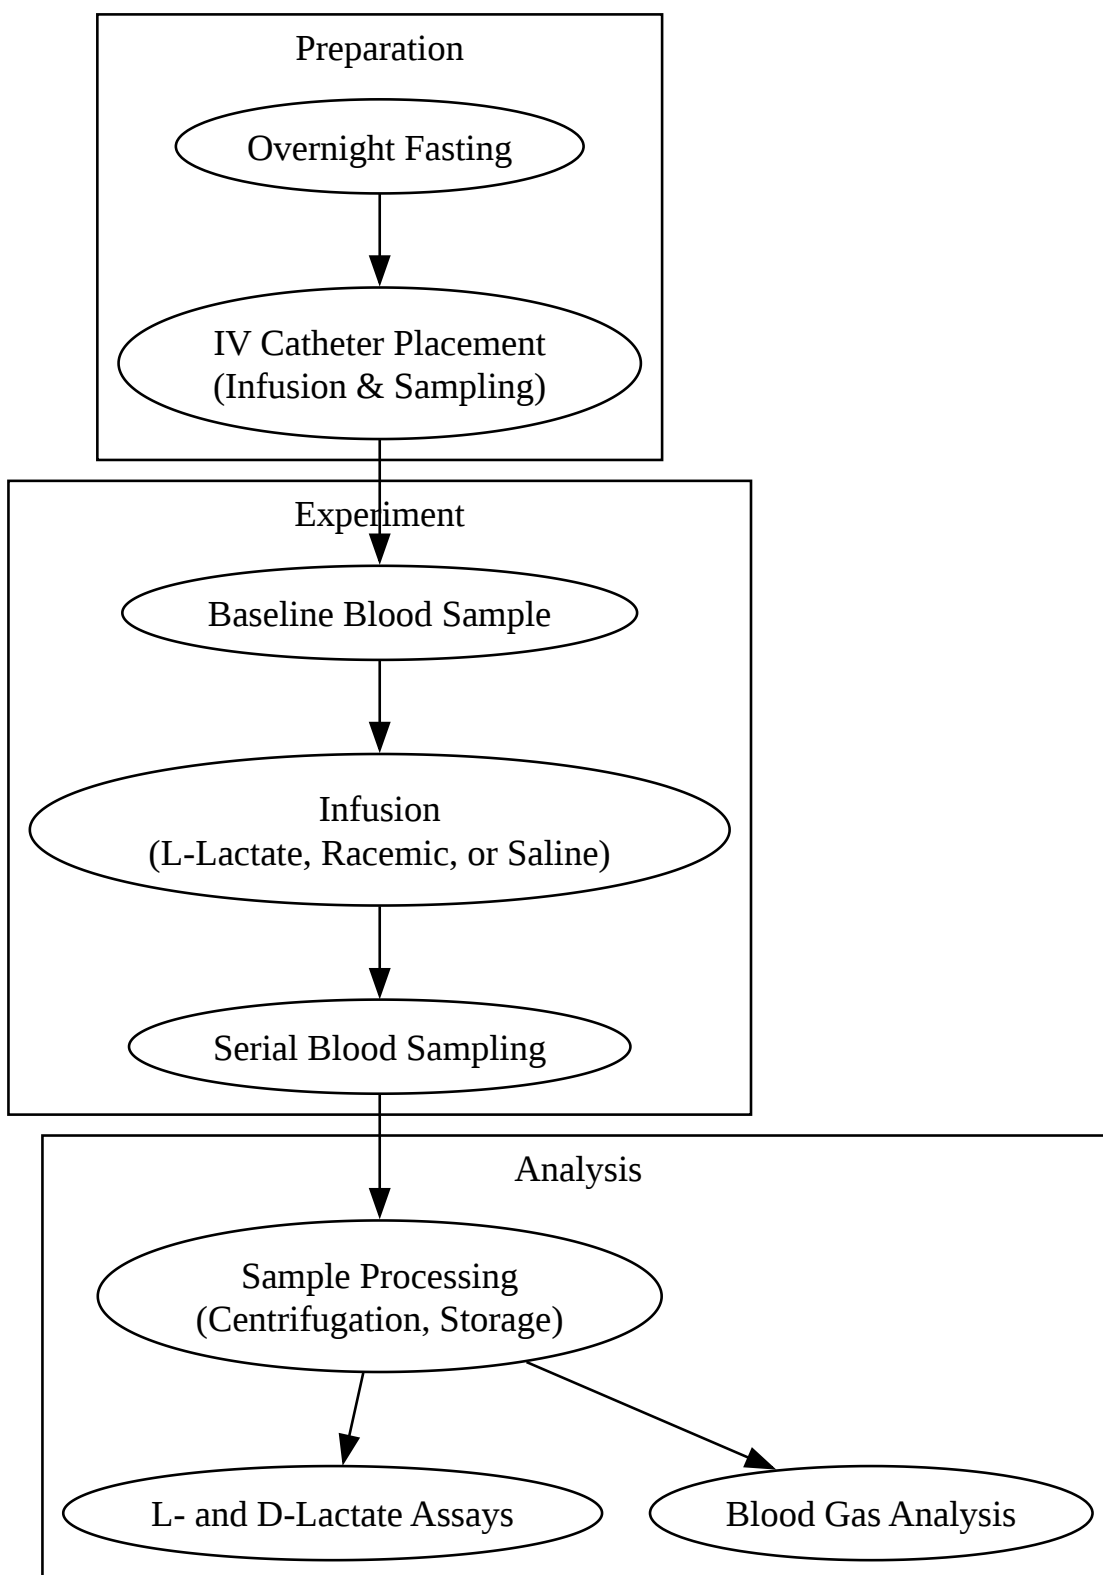 Preparation
Overnight Fasting
IV Catheter Placement
(Infusion & Sampling)
Experiment
Baseline Blood Sample
Infusion
(L-Lactate, Racemic, or Saline)
Serial Blood Sampling
Analysis
Sample Processing
(Centrifugation, Storage)
L- and D-Lactate Assays
Blood Gas Analysis